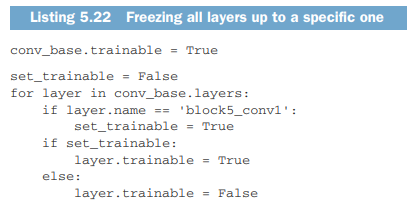 Listing 5.22 Freezing all layers up to a specific one
conv_base.trainable = True
set_trainable = False
for layer in conv_base.layers:
    if layer.name == 'block5_conv1':
        set_trainable = True
    if set_trainable:
        layer.trainable = True
    else:
        layer.trainable = False